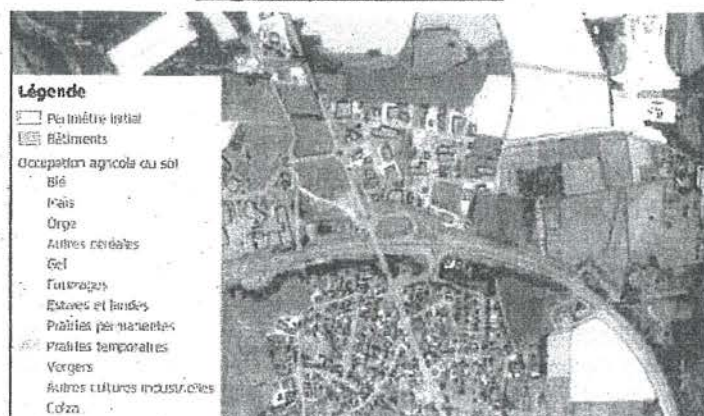 Légende
Périmètre initial
Bâtiments
Occupation agricole du sol
Blé
Maïs
Orge
Autres céréales
Gel
Fourrages
Estives et landes
Prairies permanentes
Prairies temporaires
Vergers
Autres cultures industrielles
Colza